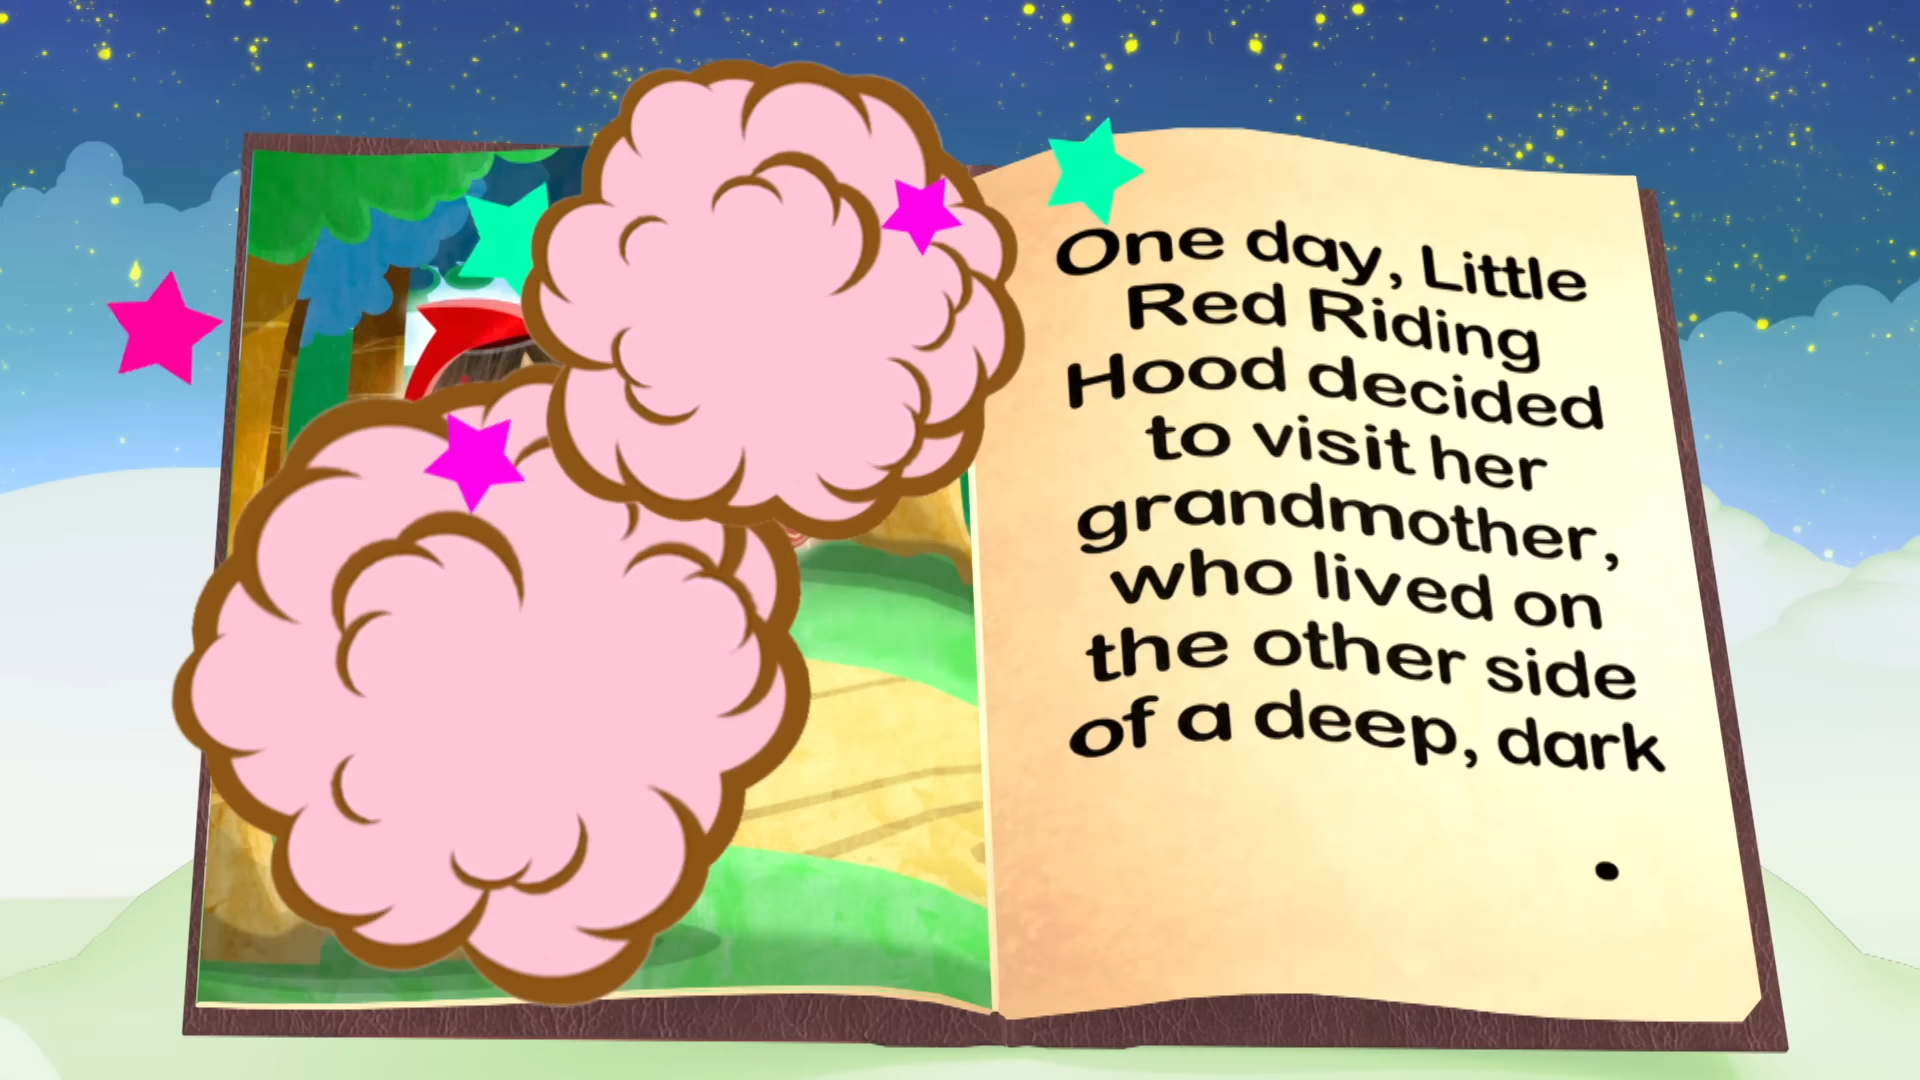 One day, Little
Red Riding
Hood decided
to visit her
grandmother,
who lived on
the other side
of a deep, dark
.